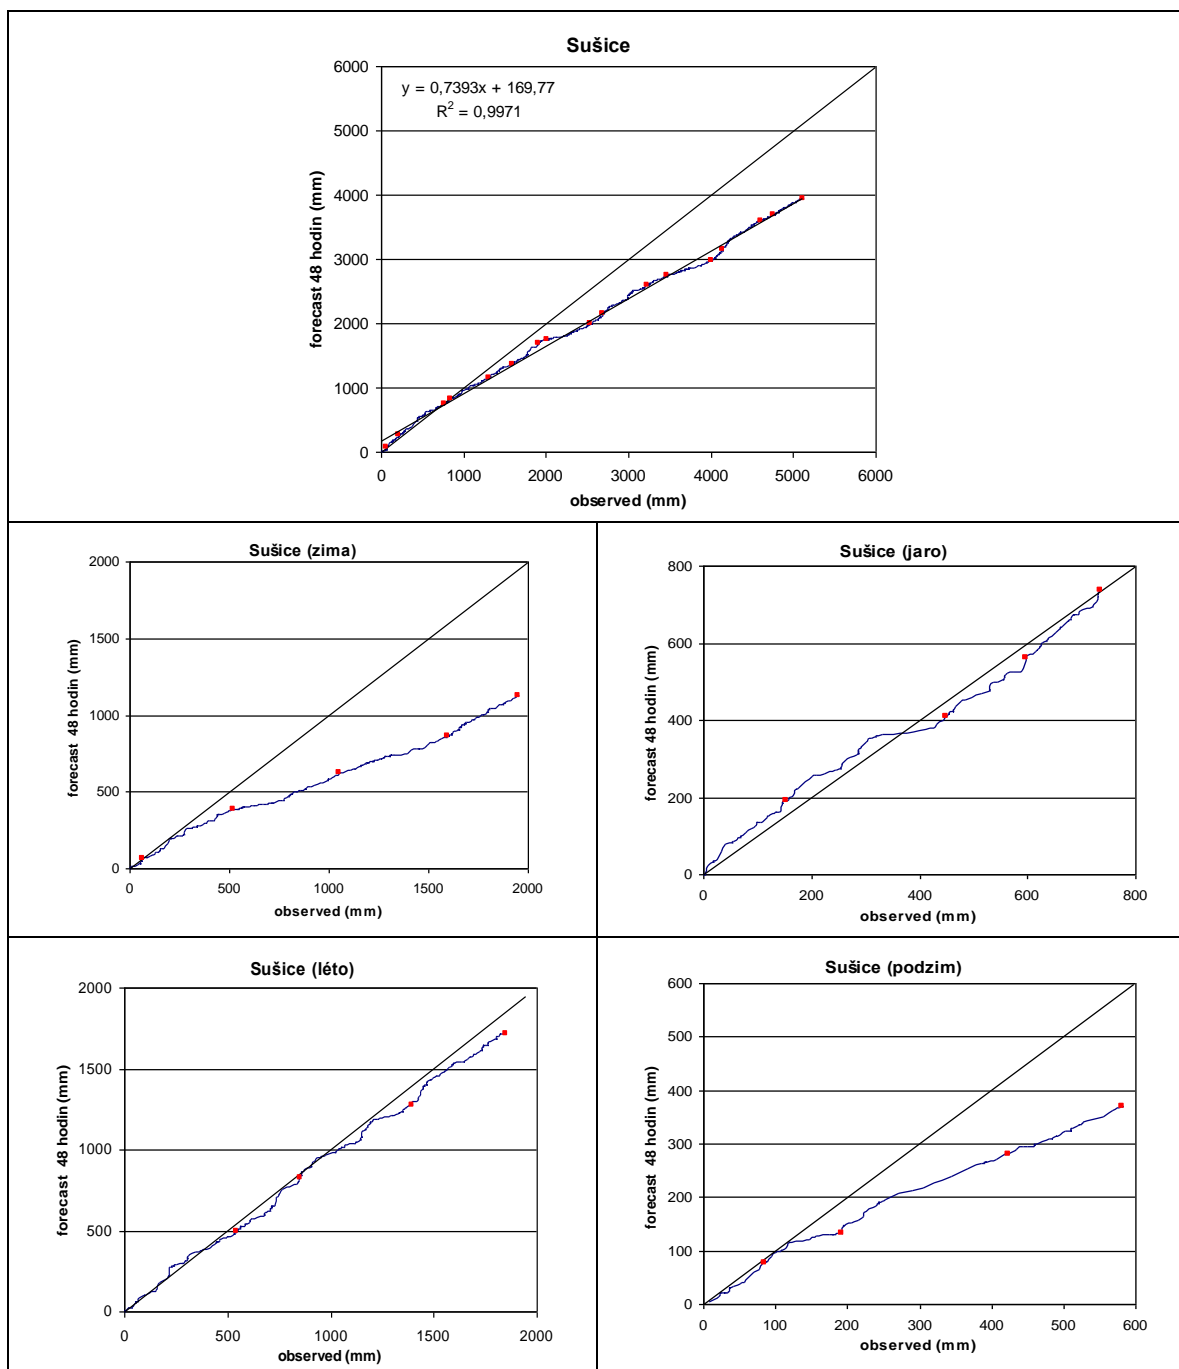 Sušice
y = 0,7393x + 169,77
R² = 0,9971
forecast 48 hodin (mm)
6000
5000
4000
3000
2000
1000
0
0 1000 2000 3000 4000 5000 6000
observed (mm)
Sušice (zima)
forecast 48 hodin (mm)
2000
1500
1000
500
0
0 500 1000 1500 2000
observed (mm)
Sušice (jaro)
forecast 48 hodin (mm)
800
600
400
200
0
0 200 400 600 800
observed (mm)
Sušice (léto)
forecast 48 hodin (mm)
2000
1500
1000
500
0
0 500 1000 1500 2000
observed (mm)
Sušice (podzim)
forecast 48 hodin (mm)
600
500
400
300
200
100
0
0 100 200 300 400 500 600
observed (mm)